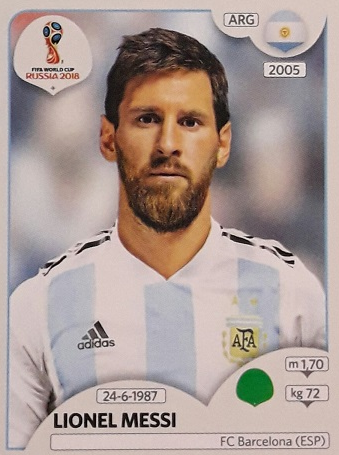 ARG
FIFA WORLD CUP
RUSSIA 2018
2005
adidas
AFA
m 1,70
24-6-1987
kg 72
LIONEL MESSI
FC Barcelona (ESP)